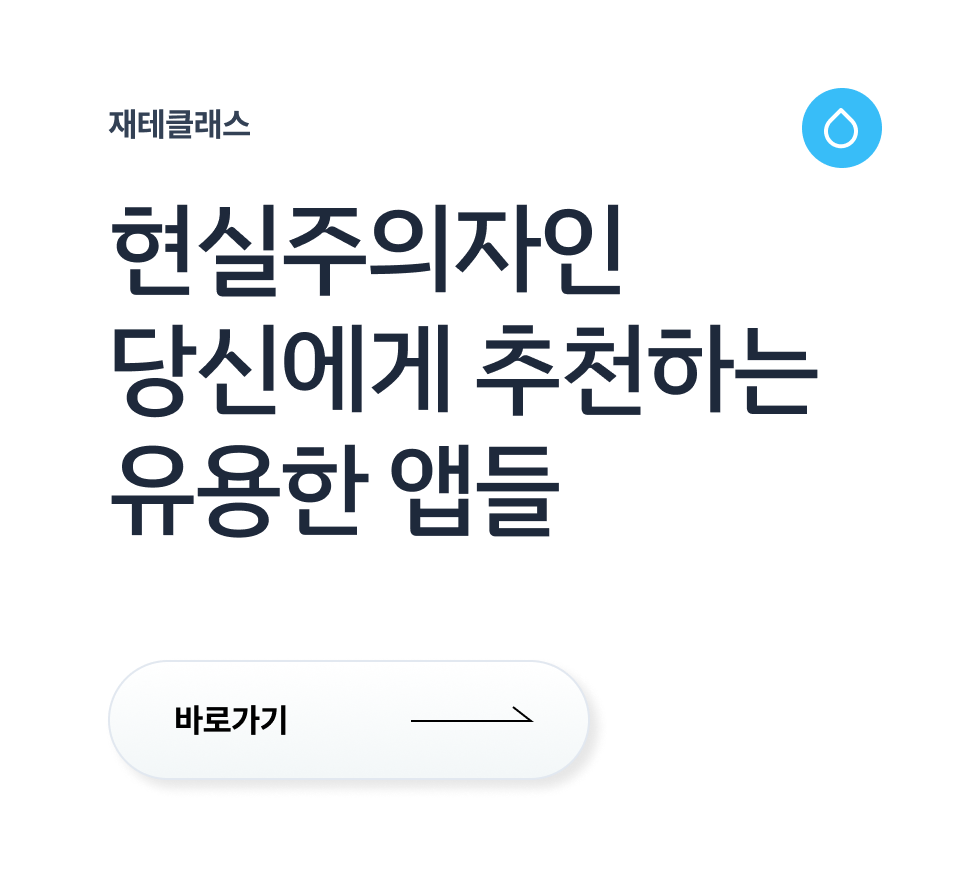 재테클래스
현실주의자인
당신에게 추천하는
유용한 앱들
바로가기